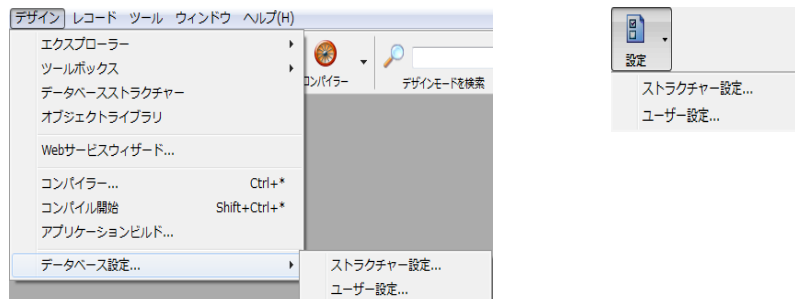 デザイン レコード ツール ウィンドウ ヘルプ(H)
エクスプローラー
ツールボックス
データベースストラクチャー
オブジェクトライブラリ
Webサービスウィザード...
コンパイラー... Ctrl+*
コンパイル開始 Shift+Ctrl+*
アプリケーションビルド...
データベース設定...
ストラクチャー設定...
ユーザー設定...
コンパイラー
デザインモードを検索
設定
ストラクチャー設定...
ユーザー設定...